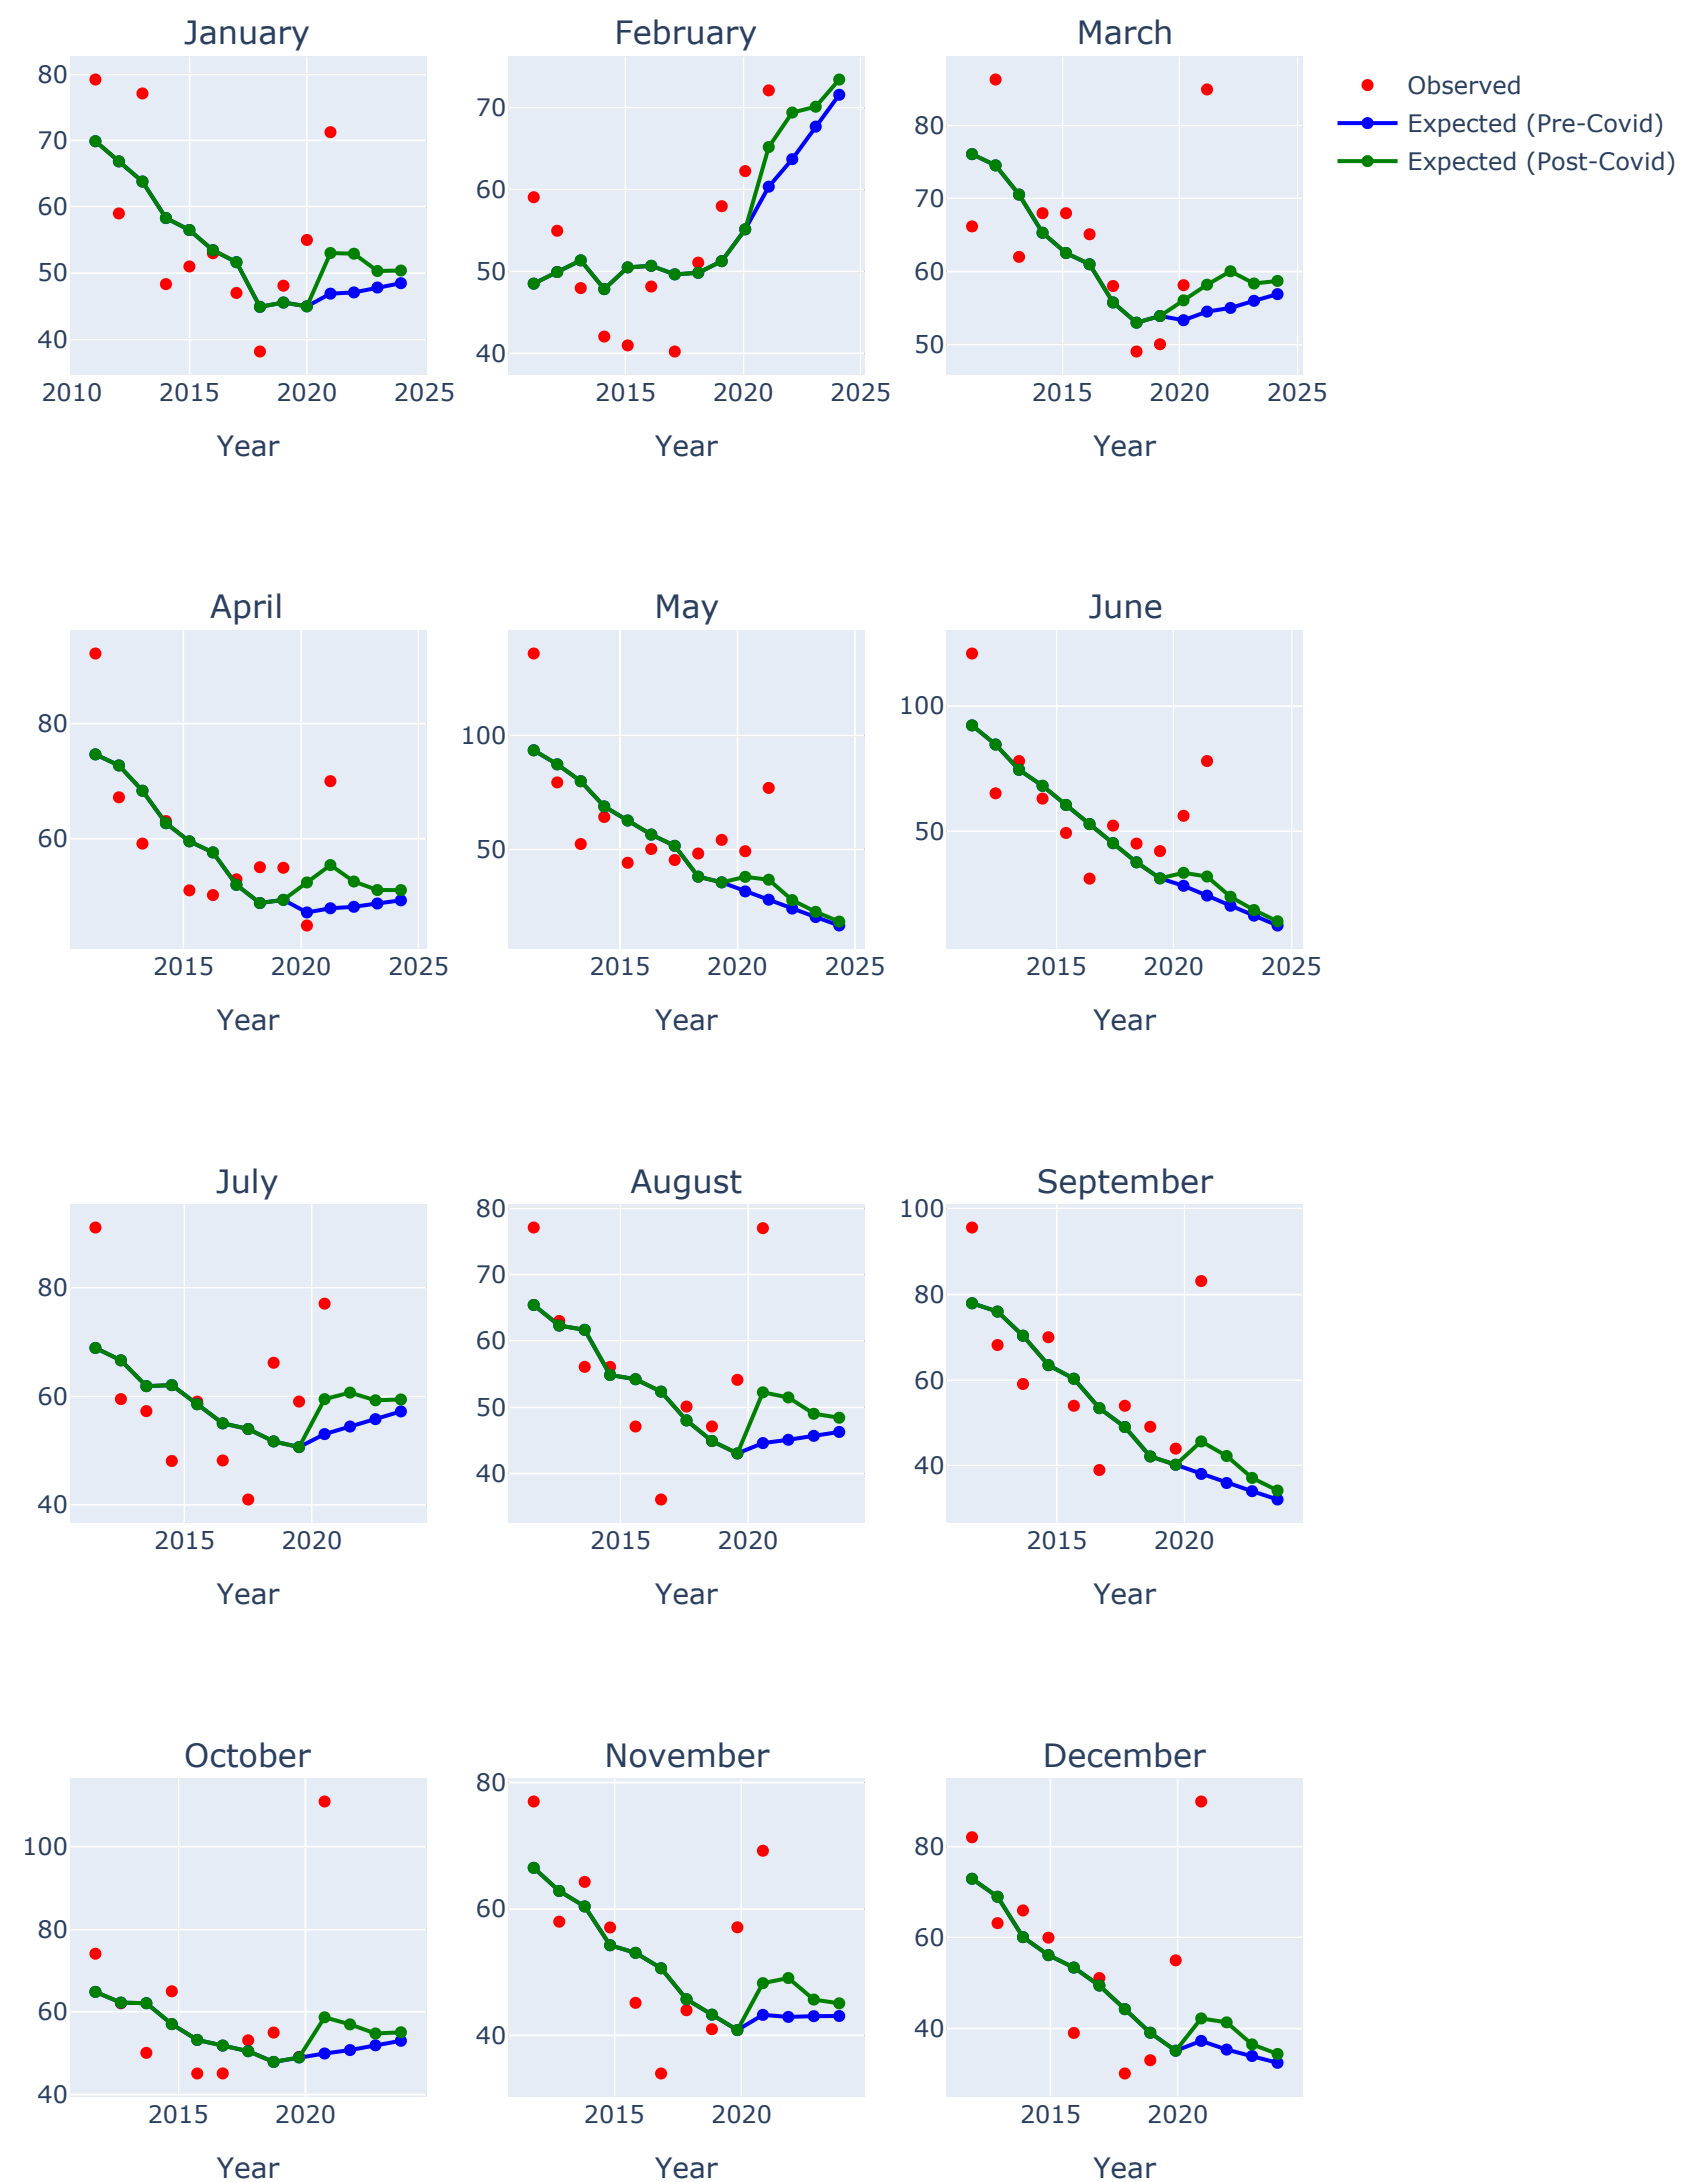 January February March
80
70
60
50
40
2010 2015 2020 2025
Year
70
60
50
40
2015 2020 2025
Year
80
70
60
50
2015 2020 2025
Year
Observed
Expected (Pre-Covid)
Expected (Post-Covid)
April May June
80
60
2015 2020 2025
Year
100
50
2015 2020 2025
Year
100
50
2015 2020 2025
Year
July August September
80
60
40
2015 2020
Year
80
70
60
50
40
2015 2020
Year
100
80
60
40
2015 2020
Year
October November December
100
80
60
40
2015 2020
Year
80
60
40
2015 2020
Year
80
60
40
2015 2020
Year